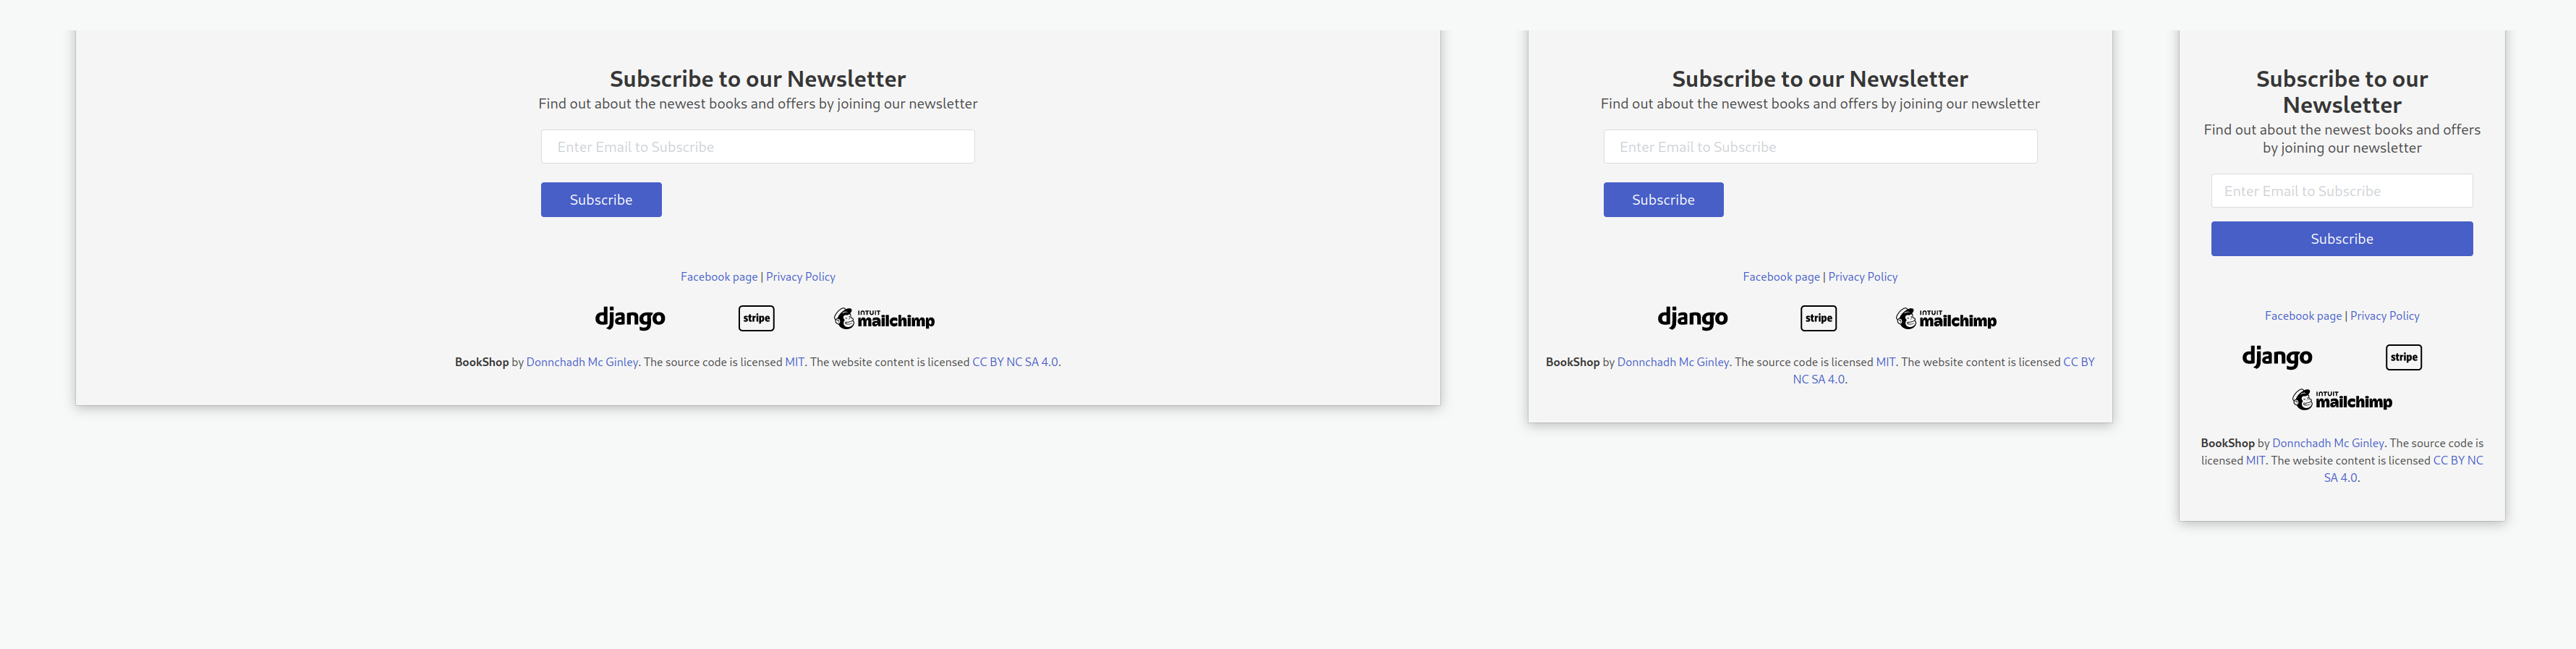 Subscribe to our Newsletter
Find out about the newest books and offers by joining our newsletter
Enter Email to Subscribe
Subscribe
Facebook page | Privacy Policy
django stripe INTUIT mailchimp
BookShop by Donnchadh Mc Ginley. The source code is licensed MIT. The website content is licensed CC BY NC SA 4.0.
Subscribe to our Newsletter
Find out about the newest books and offers by joining our newsletter
Enter Email to Subscribe
Subscribe
Facebook page | Privacy Policy
django stripe INTUIT mailchimp
BookShop by Donnchadh Mc Ginley. The source code is licensed MIT. The website content is licensed CC BY
NC SA 4.0.
Subscribe to our
Newsletter
Find out about the newest books and offers
by joining our newsletter
Enter Email to Subscribe
Subscribe
Facebook page | Privacy Policy
django stripe
INTUIT mailchimp
BookShop by Donnchadh Mc Ginley. The source code is
licensed MIT. The website content is licensed CC BY NC
SA 4.0.